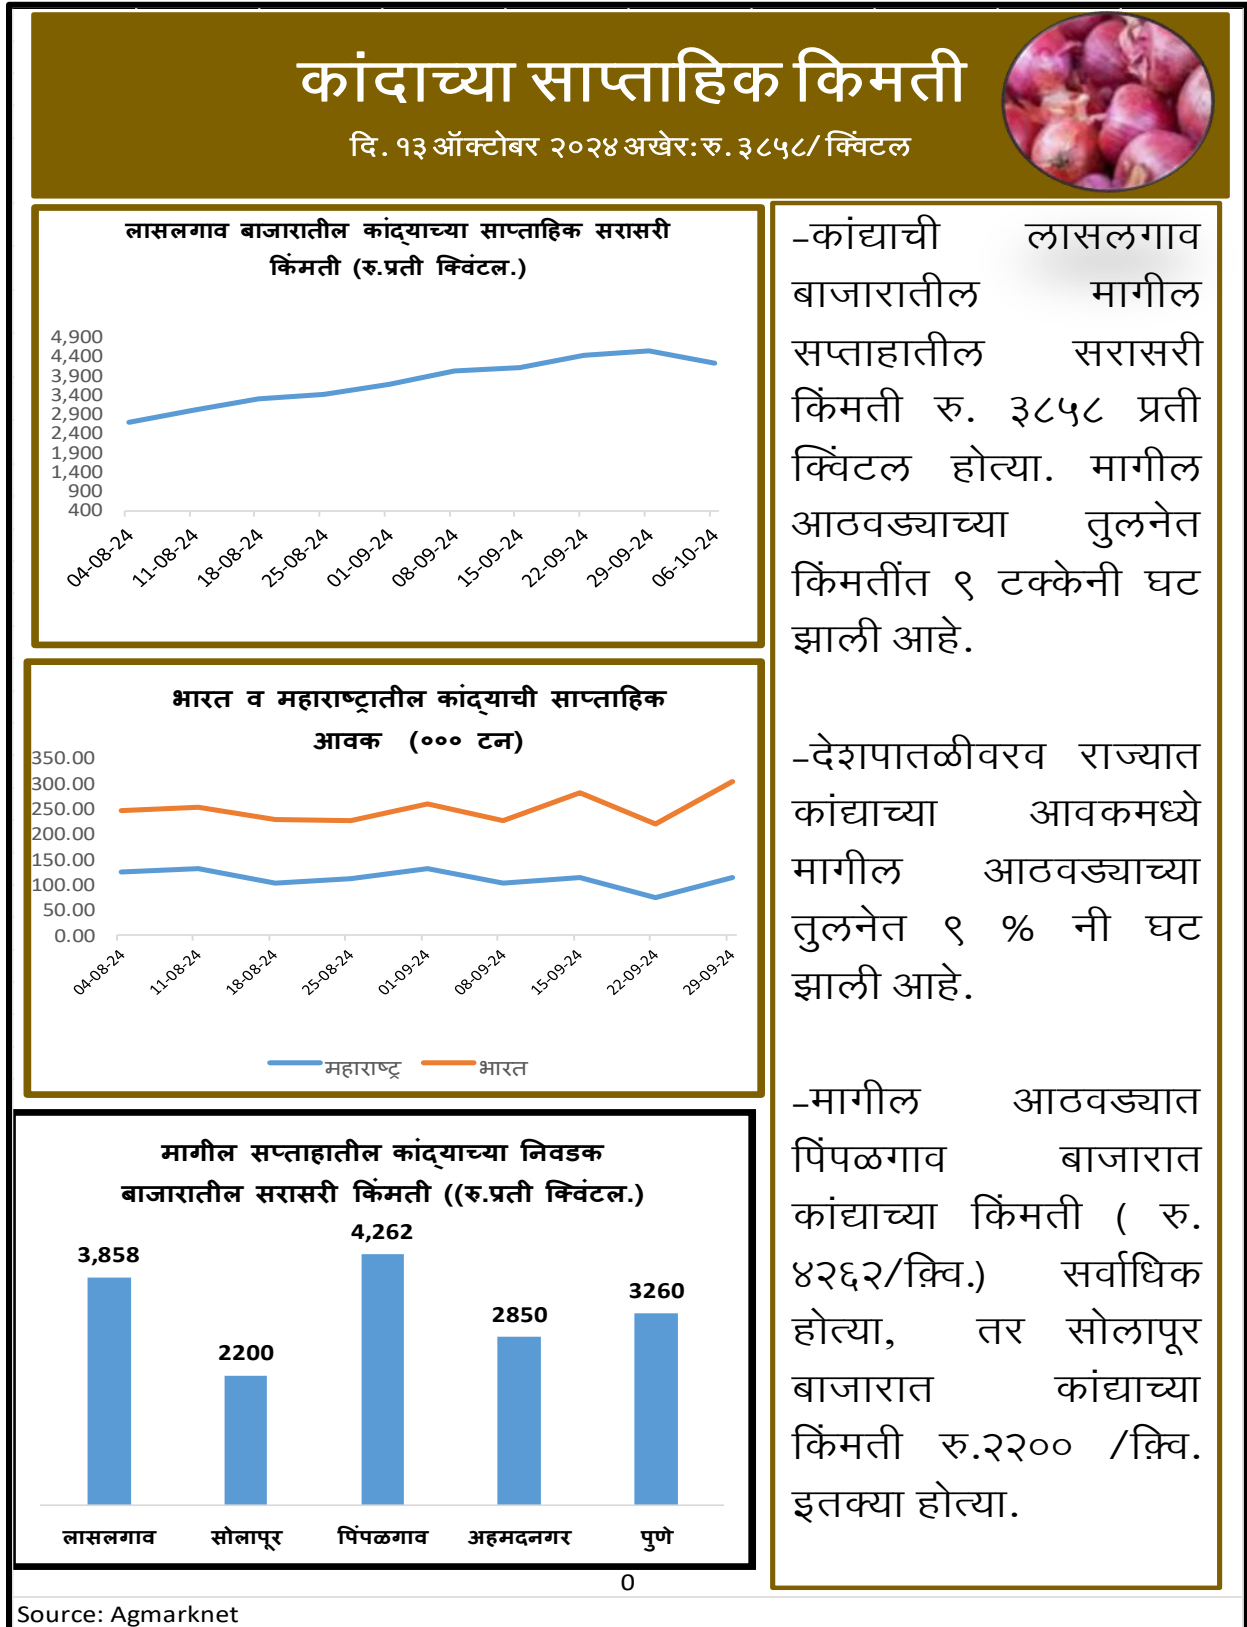 कांदाच्या साप्ताहिक किमती
दि. १३ ऑक्टोबर २०२४ अखेर: रु. ३८५८/ क्विंटल
लासलगाव बाजारातील कांद्याच्या साप्ताहिक सरासरी
किंमती (रु.प्रती क्विंटल.)
4,900
4,400
3,900
3,400
2,900
2,400
1,900
1,400
900
400
04-08-24
11-08-24
18-08-24
25-08-24
01-09-24
08-09-24
15-09-24
22-09-24
29-09-24
06-10-24
भारत व महाराष्ट्रातील कांद्याची साप्ताहिक
आवक (००० टन)
350.00
300.00
250.00
200.00
150.00
100.00
50.00
0.00
04-08-24
11-08-24
18-08-24
25-08-24
01-09-24
08-09-24
15-09-24
22-09-24
29-09-24
महाराष्ट्र भारत
मागील सप्ताहातील कांद्याच्या निवडक
बाजारातील सरासरी किंमती ((रु.प्रती क्विंटल.)
3,858
2200
4,262
2850
3260
लासलगाव सोलापूर पिंपळगाव अहमदनगर पुणे
0
Source: Agmarknet
-कांद्याची लासलगाव
बाजारातील मागील
सप्ताहातील सरासरी
किंमती रु. ३८५८ प्रती
क्विंटल होत्या. मागील
आठवड्याच्या तुलनेत
किंमतींत ९ टक्केनी घट
झाली आहे.
-देशपातळीवरव राज्यात
कांद्याच्या आवकमध्ये
मागील आठवड्याच्या
तुलनेत ९ % नी घट
झाली आहे.
-मागील आठवड्यात
पिंपळगाव बाजारात
कांद्याच्या किंमती ( रु.
४२६२/क़्वि.) सर्वाधिक
होत्या, तर सोलापूर
बाजारात कांद्याच्या
किंमती रु.२२०० /क़्वि.
इतक्या होत्या.